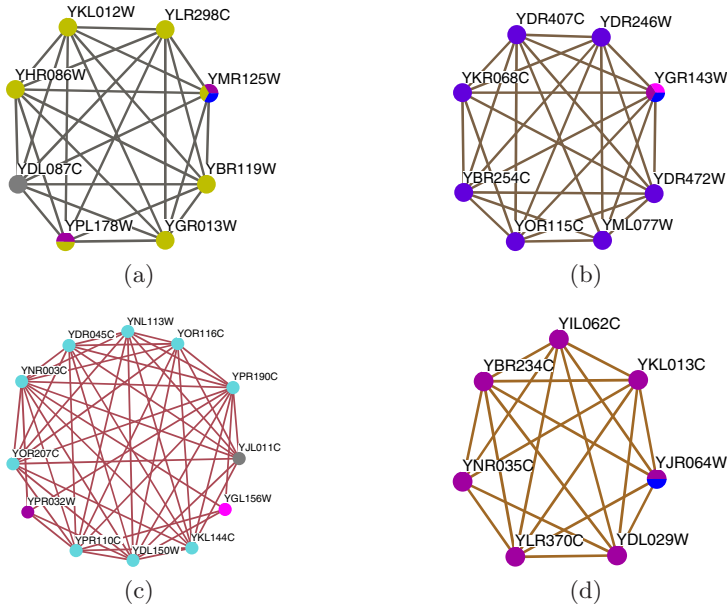 YKL012W
YLR298C
YHR086W
YMR125W
YDL087C
YBR119W
YPL178W
YGR013W
(a)
YDR407C
YDR246W
YKR068C
YGR143W
YBR254C
YDR472W
YOR115C
YML077W
(b)
YNL113W
YDR045C
YOR116C
YNR003C
YPR190C
YOR207C
YJL011C
YPR032W
YGL156W
YPR110C
YKL144C
YDL150W
(c)
YIL062C
YBR234C
YKL013C
YNR035C
YJR064W
YLR370C
YDL029W
(d)